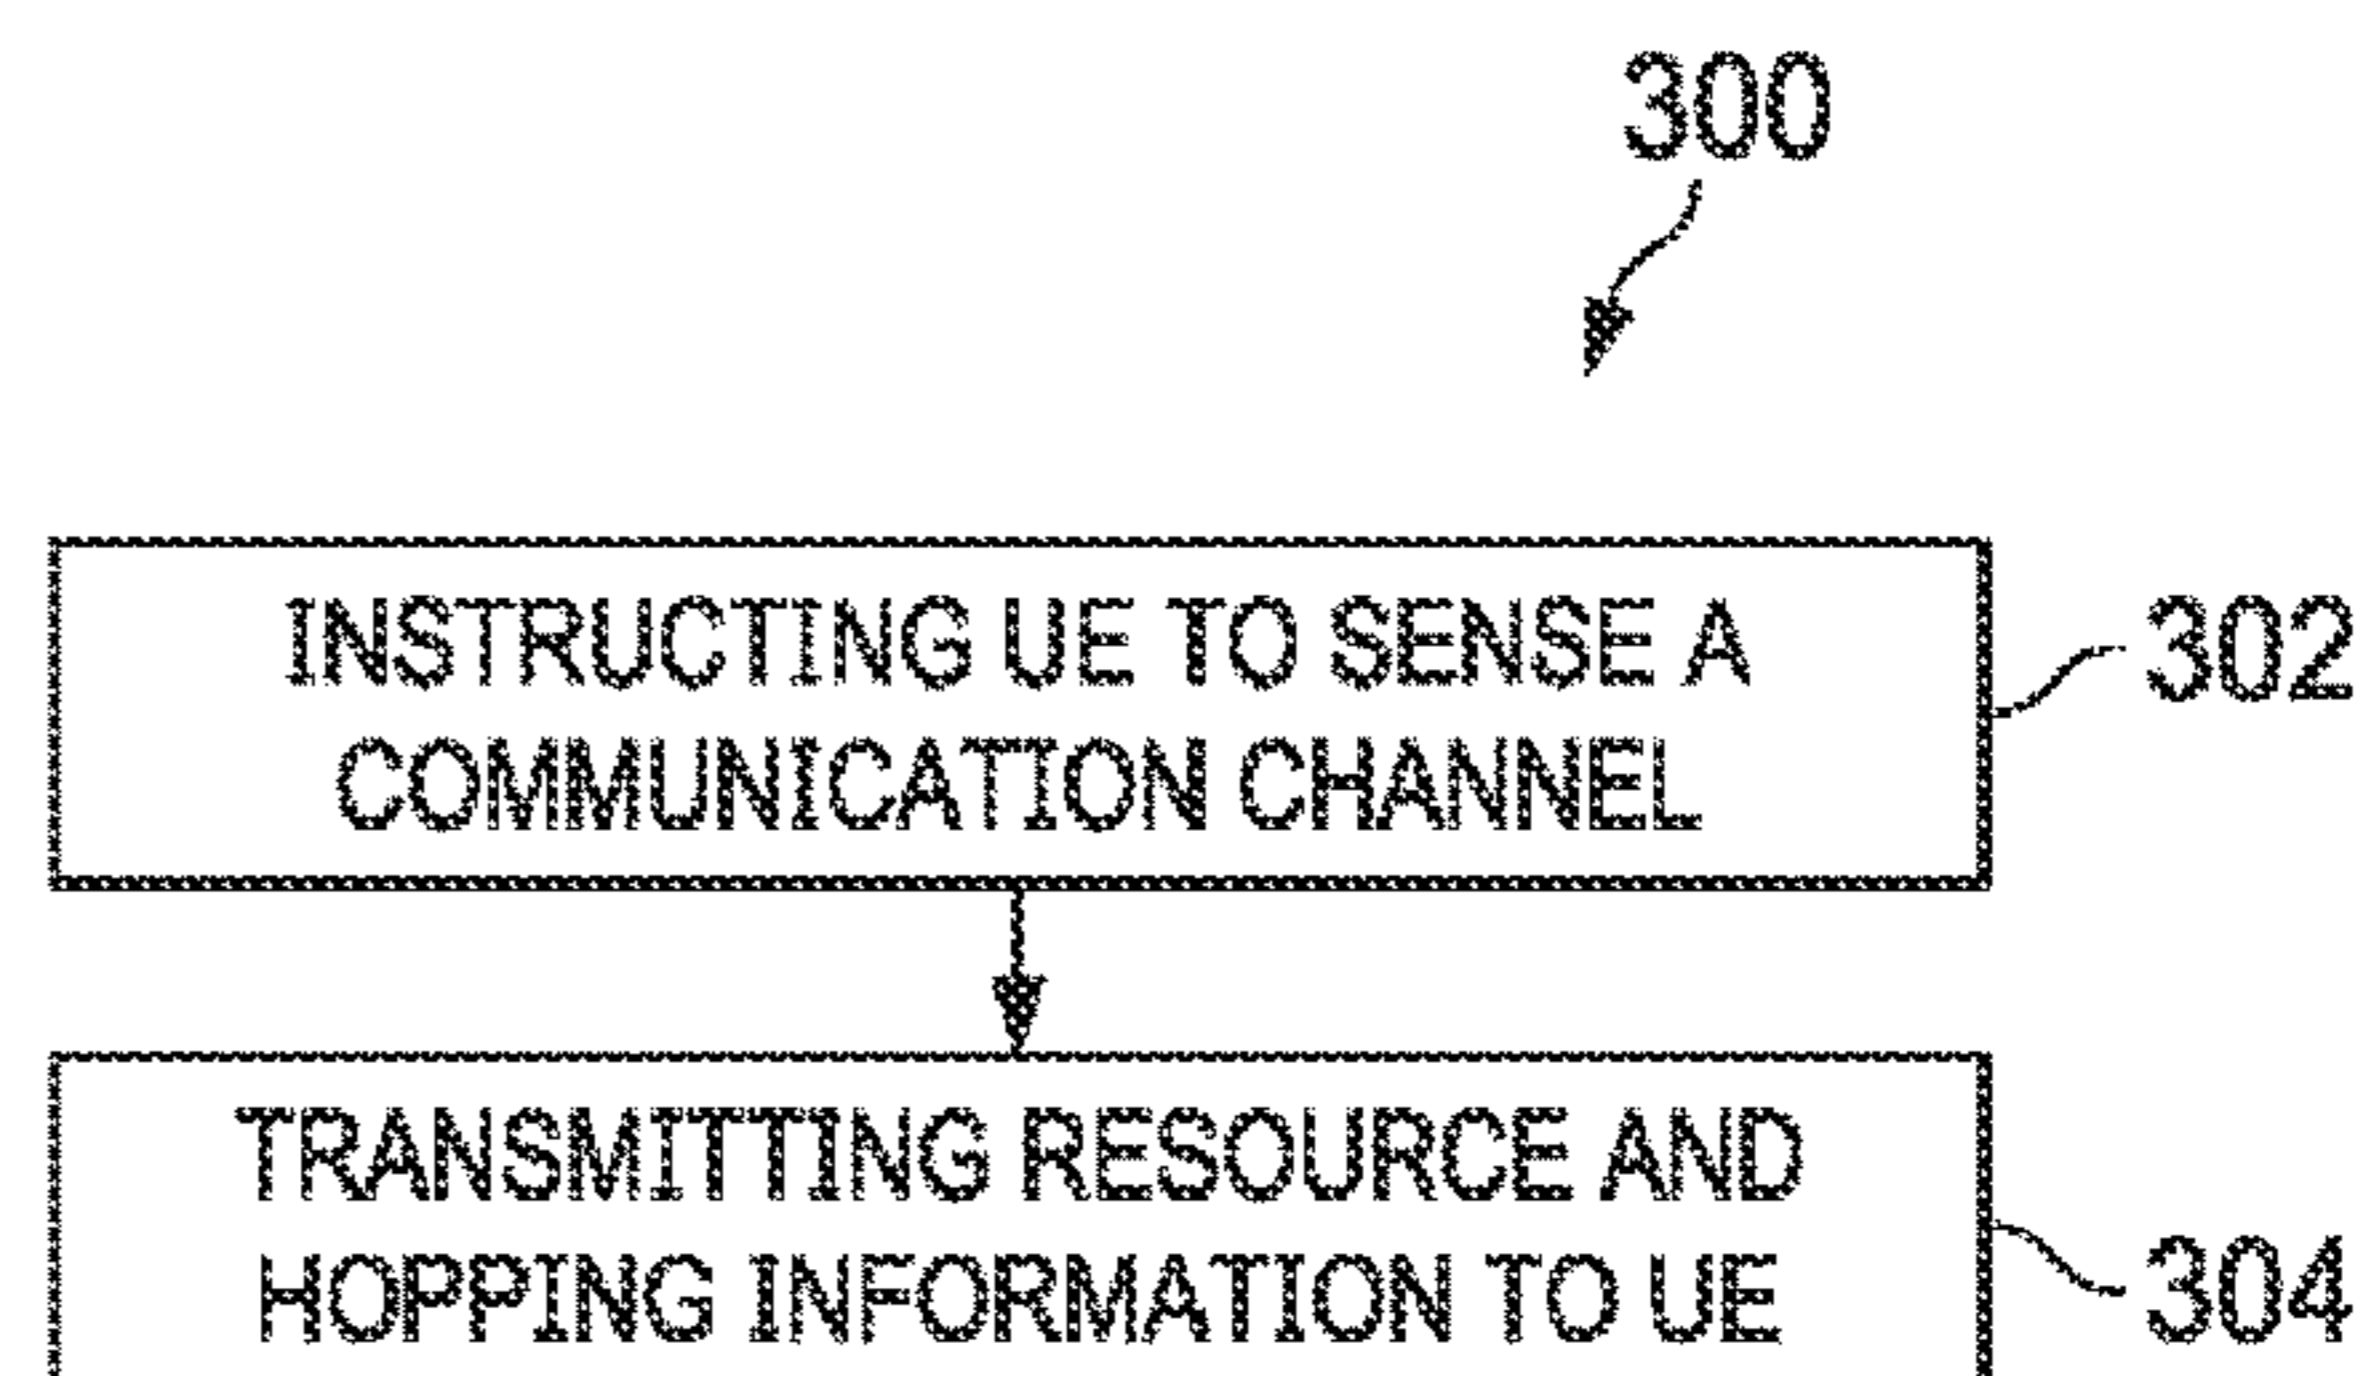 300
INSTRUCTING UE TO SENSE A
COMMUNICATION CHANNEL
302
TRANSMITTING RESOURCE AND
HOPPING INFORMATION TO UE
304